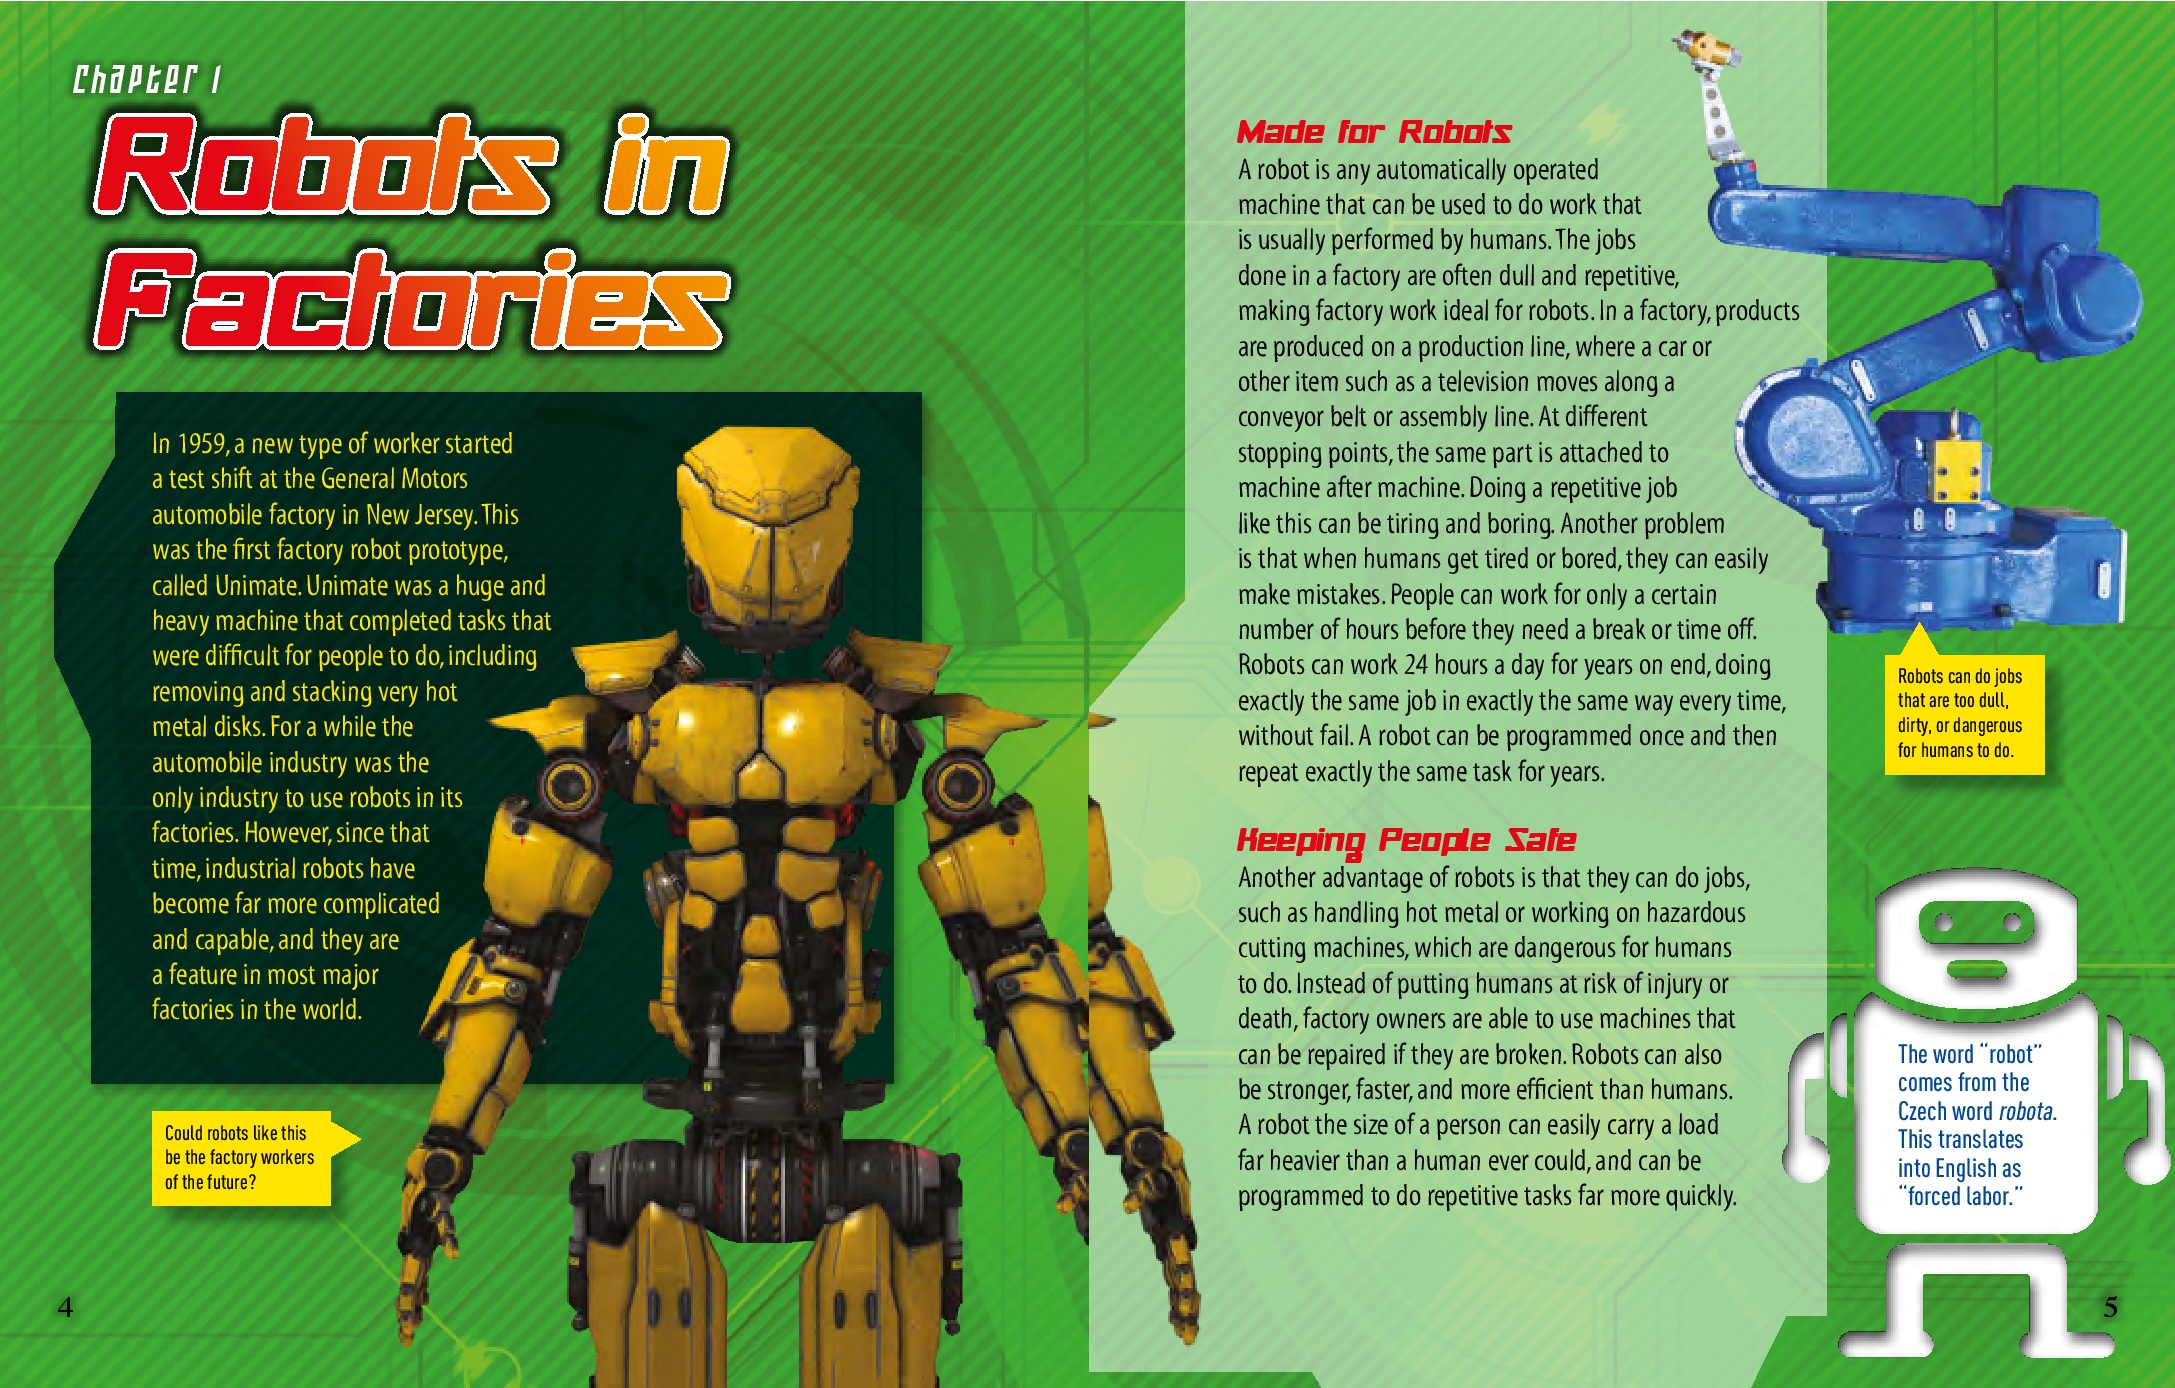 Chapter 1
Robots in
Factories
In 1959, a new type of worker started
a test shift at the General Motors
automobile factory in New Jersey. This
was the first factory robot prototype,
called Unimate. Unimate was a huge and
heavy machine that completed tasks that
were difficult for people to do, including
removing and stacking very hot
metal disks. For a while the
automobile industry was the
only industry to use robots in its
factories. However, since that
time, industrial robots have
become far more complicated
and capable, and they are
a feature in most major
factories in the world.
Could robots like this
be the factory workers
of the future?
4
Made for Robots
A robot is any automatically operated
machine that can be used to do work that
is usually performed by humans. The jobs
done in a factory are often dull and repetitive,
making factory work ideal for robots. In a factory, products
are produced on a production line, where a car or
other item such as a television moves along a
conveyor belt or assembly line. At different
stopping points, the same part is attached to
machine after machine. Doing a repetitive job
like this can be tiring and boring. Another problem
is that when humans get tired or bored, they can easily
make mistakes. People can work for only a certain
number of hours before they need a break or time off.
Robots can work 24 hours a day for years on end, doing
exactly the same job in exactly the same way every time,
without fail. A robot can be programmed once and then
repeat exactly the same task for years.
Keeping People Safe
Another advantage of robots is that they can do jobs,
such as handling hot metal or working on hazardous
cutting machines, which are dangerous for humans
to do. Instead of putting humans at risk of injury or
death, factory owners are able to use machines that
can be repaired if they are broken. Robots can also
be stronger, faster, and more efficient than humans.
A robot the size of a person can easily carry a load
far heavier than a human ever could, and can be
programmed to do repetitive tasks far more quickly.
Robots can do jobs
that are too dull,
dirty, or dangerous
for humans to do.
The word “robot”
comes from the
Czech word robota.
This translates
into English as
“forced labor.”
5